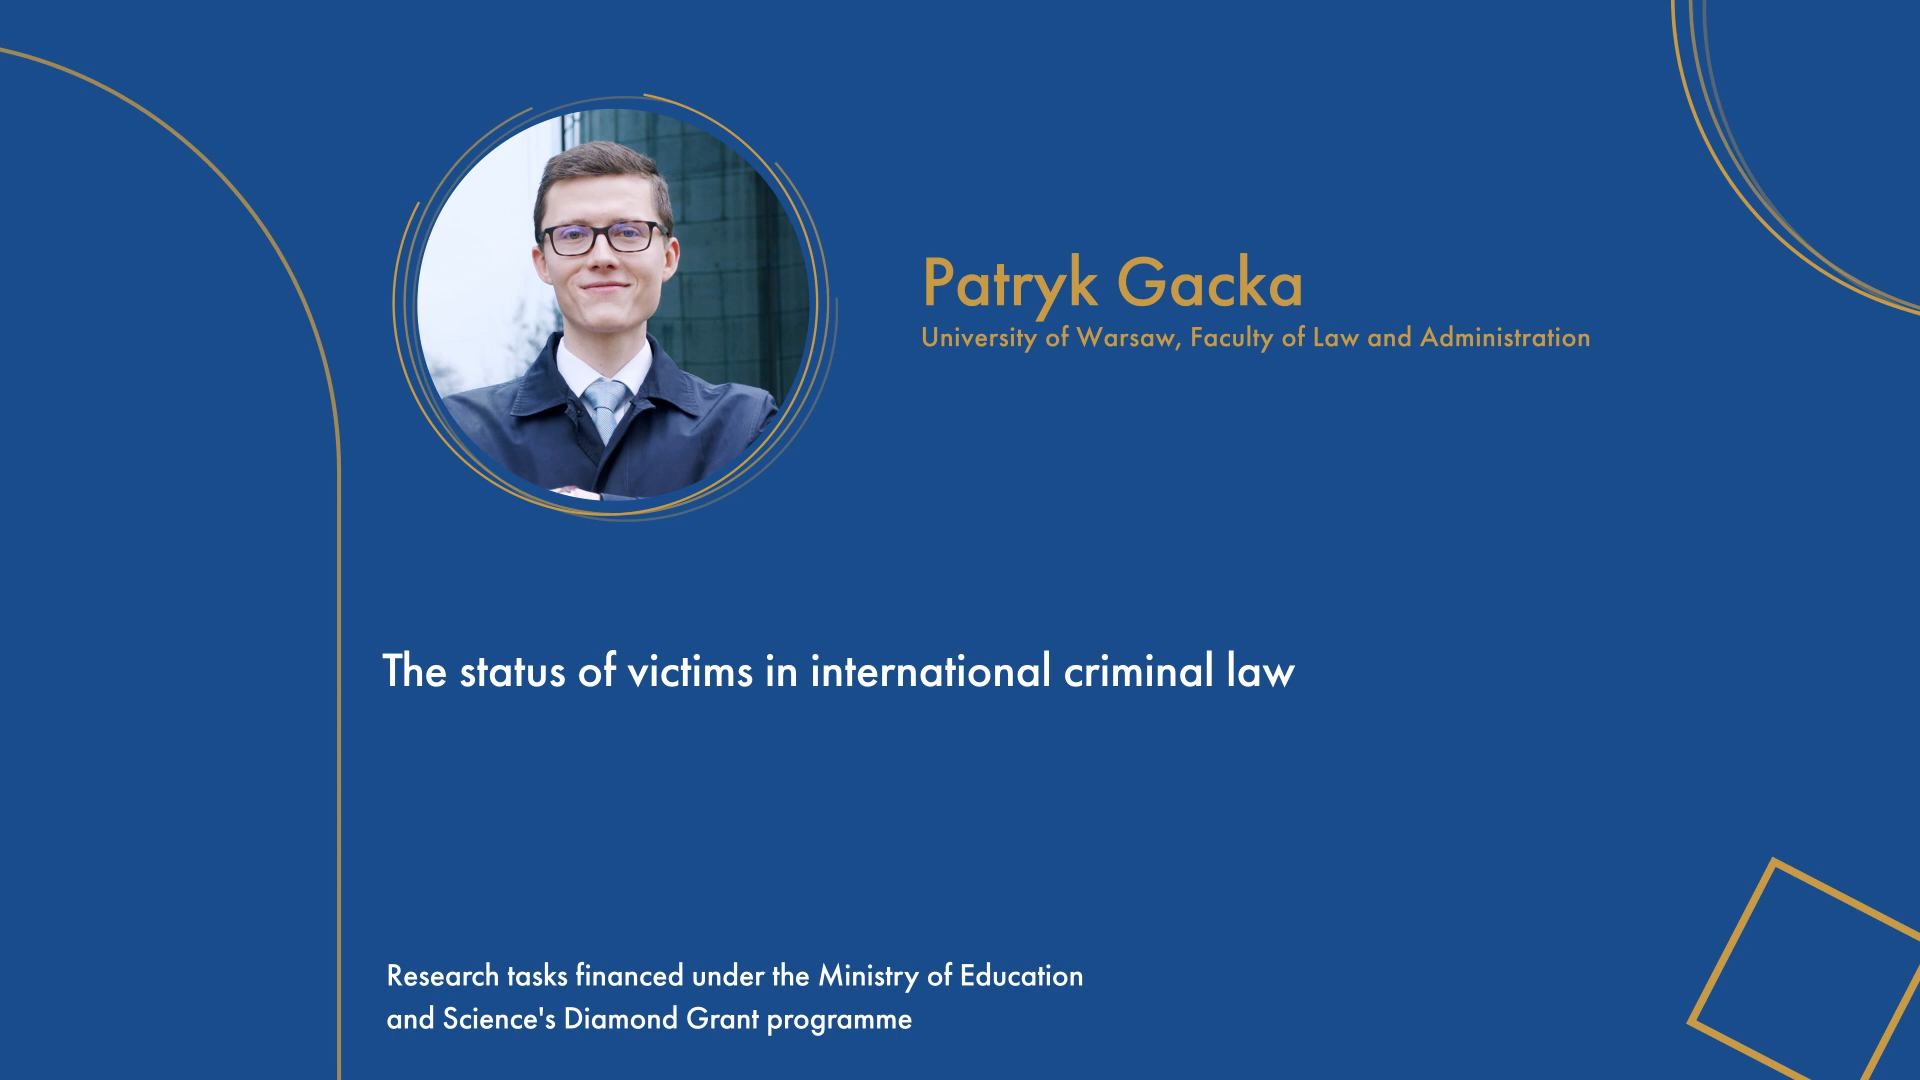 Patryk Gacka
University of Warsaw, Faculty of Law and Administration
The status of victims in international criminal law
Research tasks financed under the Ministry of Education
and Science's Diamond Grant programme